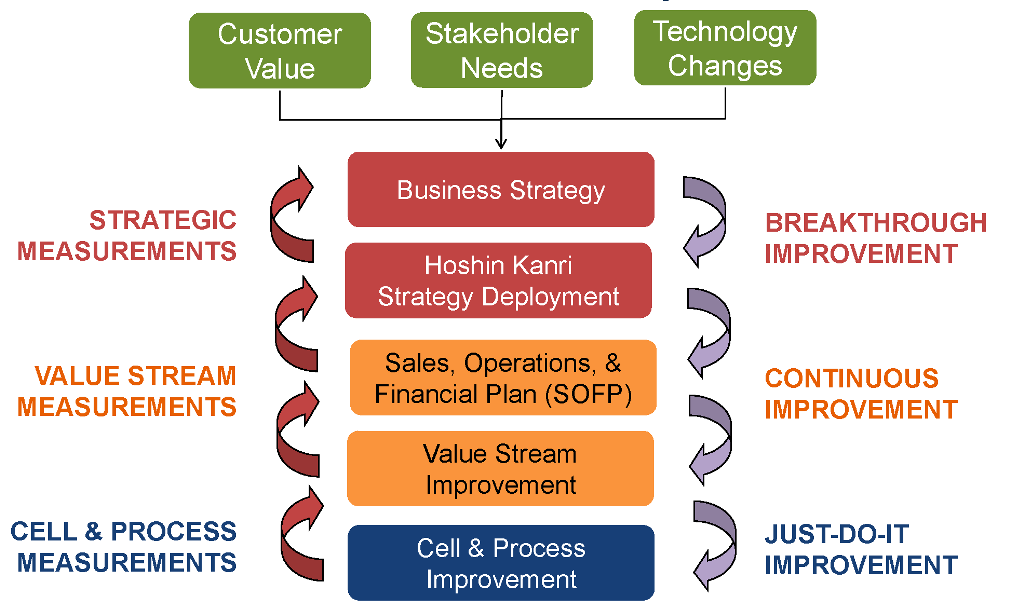 Customer
Value
Stakeholder
Needs
Technology
Changes
Business Strategy
STRATEGIC
MEASUREMENTS
BREAKTHROUGH
IMPROVEMENT
Hoshin Kanri
Strategy Deployment
Sales, Operations, &
Financial Plan (SOFP)
VALUE STREAM
MEASUREMENTS
CONTINUOUS
IMPROVEMENT
Value Stream
Improvement
CELL & PROCESS
MEASUREMENTS
JUST-DO-IT
IMPROVEMENT
Cell & Process
Improvement